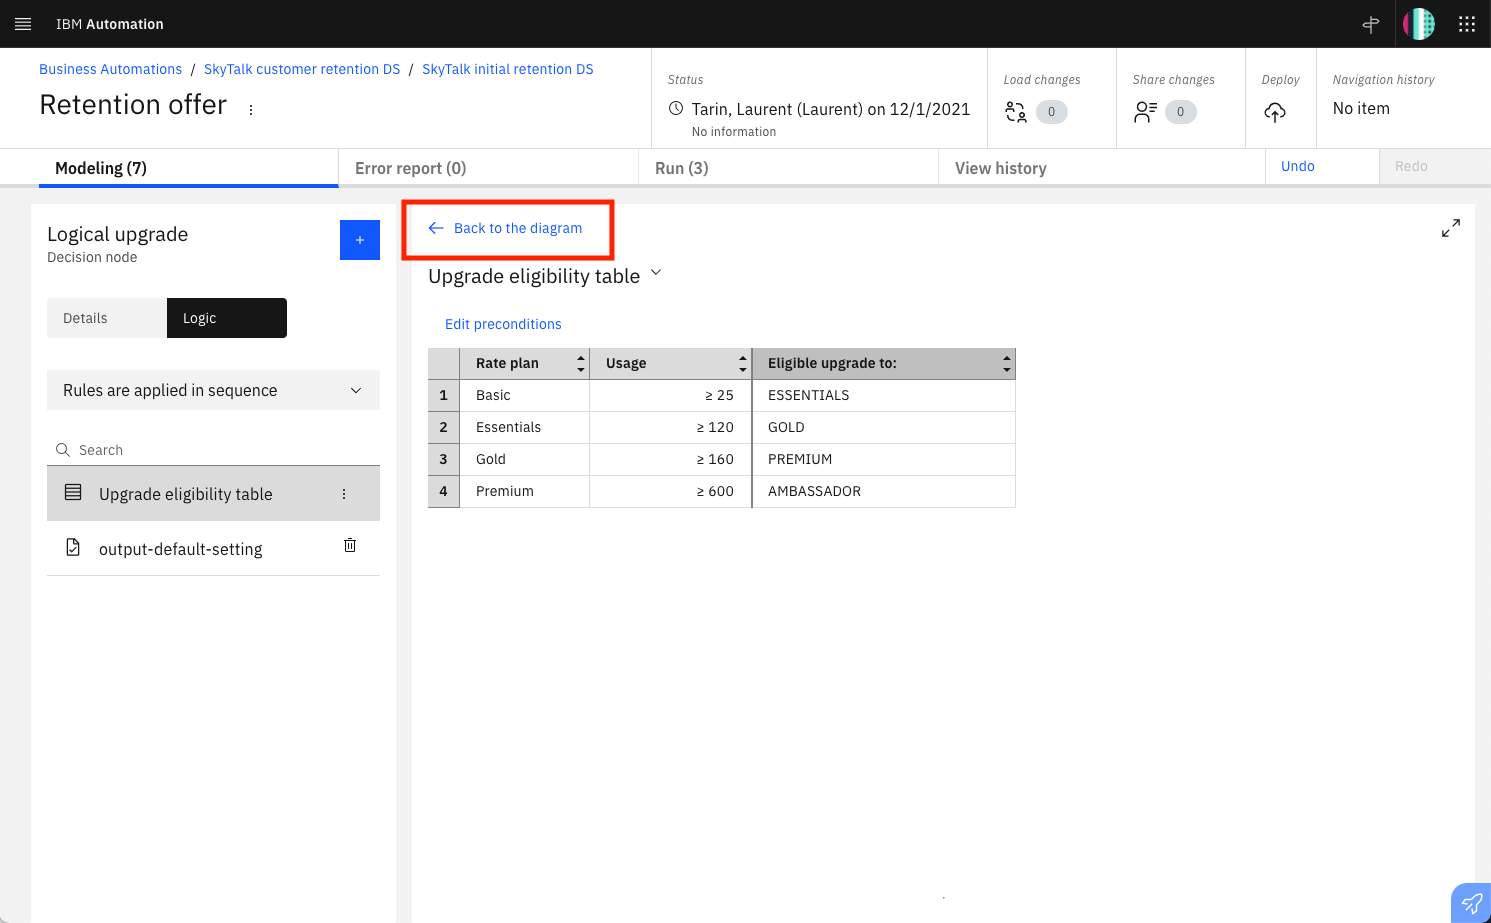 IBM Automation
Business Automations / SkyTalk customer retention DS / SkyTalk initial retention DS
Retention offer
Status
Tarin, Laurent (Laurent) on 12/1/2021
No information
Load changes
0
Share changes
0
Deploy
Navigation history
No item
Modeling (7)
Error report (0)
Run (3)
View history
Undo
Redo
Logical upgrade
Decision node
+
Details
Logic
Rules are applied in sequence
Search
Upgrade eligibility table
output-default-setting
Back to the diagram
Upgrade eligibility table
Edit preconditions
Rate plan Usage Eligible upgrade to:
1 Basic ≥ 25 ESSENTIALS
2 Essentials ≥ 120 GOLD
3 Gold ≥ 160 PREMIUM
4 Premium ≥ 600 AMBASSADOR